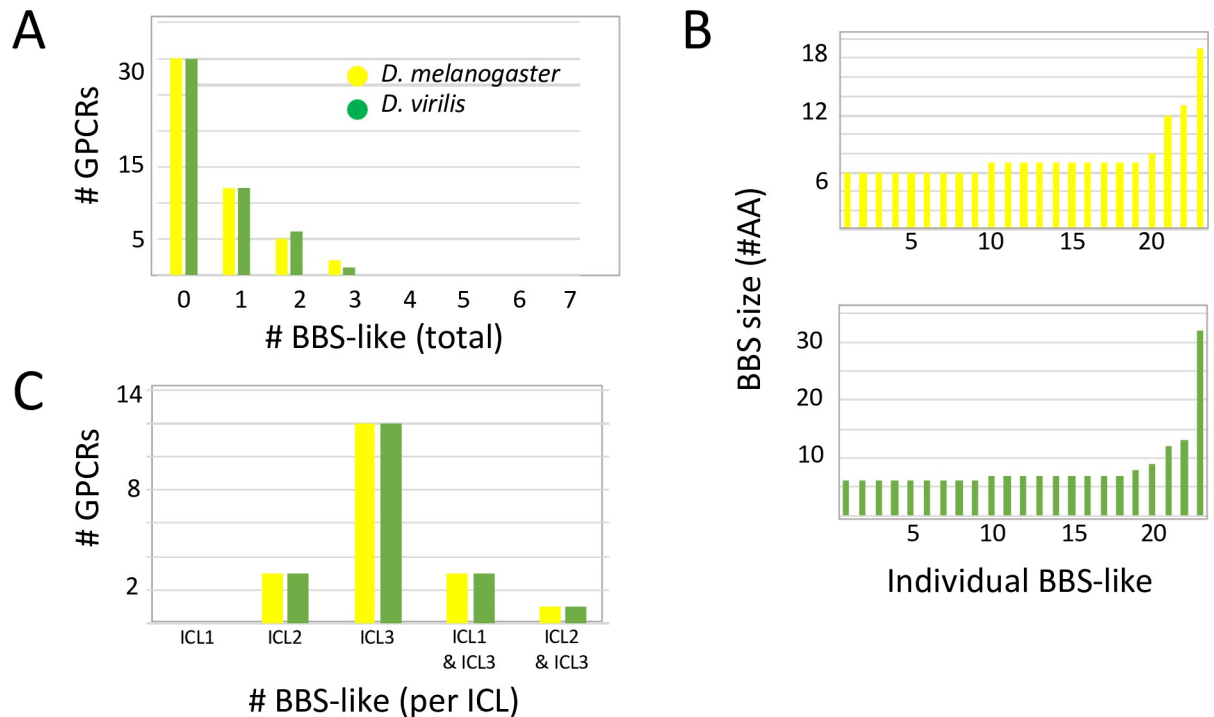 A
30
15
5
# GPCRs
D. melanogaster
D. virilis
0 1 2 3 4 5 6 7
# BBS-like (total)
B
18
12
6
5 10 15 20
BBS size (#AA)
30
20
10
5 10 15 20
Individual BBS-like
C
14
8
2
# GPCRs
ICL1 ICL2 ICL3 ICL1 ICL2
& ICL3 & ICL3
# BBS-like (per ICL)